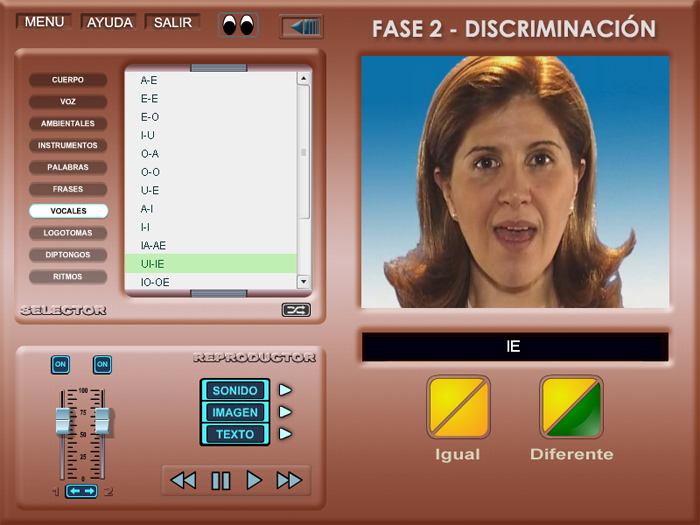 MENU AYUDA SALIR
FASE 2 - DISCRIMINACIÓN
CUERPO
VOZ
AMBIENTALES
INSTRUMENTOS
PALABRAS
FRASES
VOCALES
LOGOTOMAS
DIPTONGOS
RITMOS
A-E
E-E
E-O
I-U
O-A
O-O
U-E
A-I
I-I
IA-AE
UI-IE
IO-OE
SELECTOR
IE
Igual
Diferente
REPRODUCTOR
ON ON
100
75
50
25
0
1 2
SONIDO
IMAGEN
TEXTO